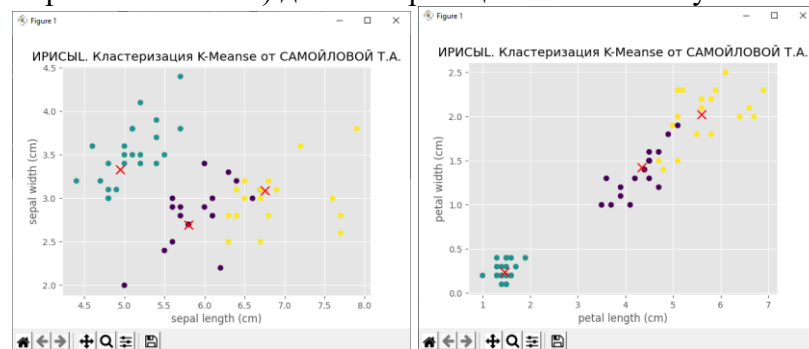 Figure 1
ИРИСЫL. Кластеризация K-Meanse от САМОЙЛОВОЙ Т.А.
sepal width (cm)
4.5
4.0
3.5
3.0
2.5
2.0
4.5 5.0 5.5 6.0 6.5 7.0 7.5 8.0
sepal length (cm)
Figure 1
ИРИСЫL. Кластеризация K-Meanse от САМОЙЛОВОЙ Т.А.
petal width (cm)
2.5
2.0
1.5
1.0
0.5
0.0
1 2 3 4 5 6 7
petal length (cm)